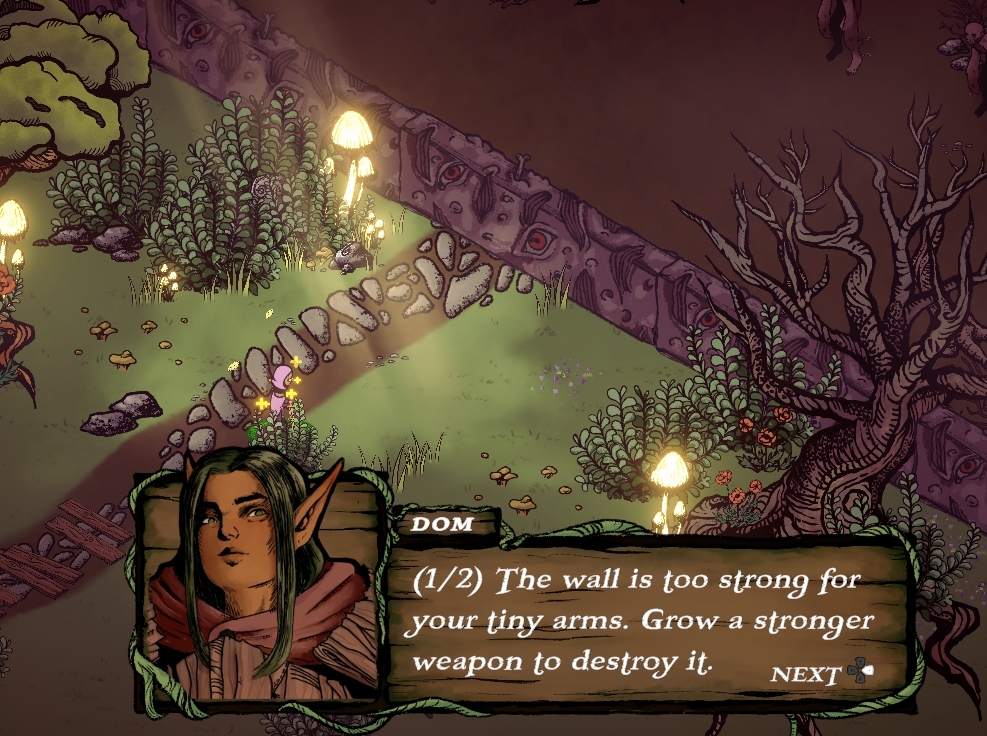 DOM
(1/2) The wall is too strong for
your tiny arms. Grow a stronger
weapon to destroy it.
NEXT